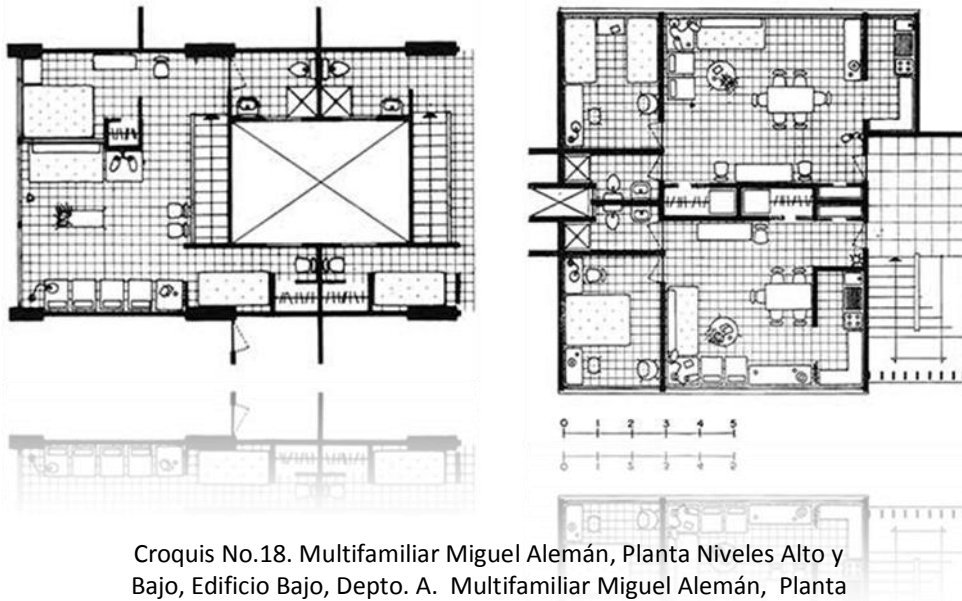 0 1 2 3 4 5
Croquis No.18. Multifamiliar Miguel Alemán, Planta Niveles Alto y
Bajo, Edificio Bajo, Depto. A. Multifamiliar Miguel Alemán, Planta